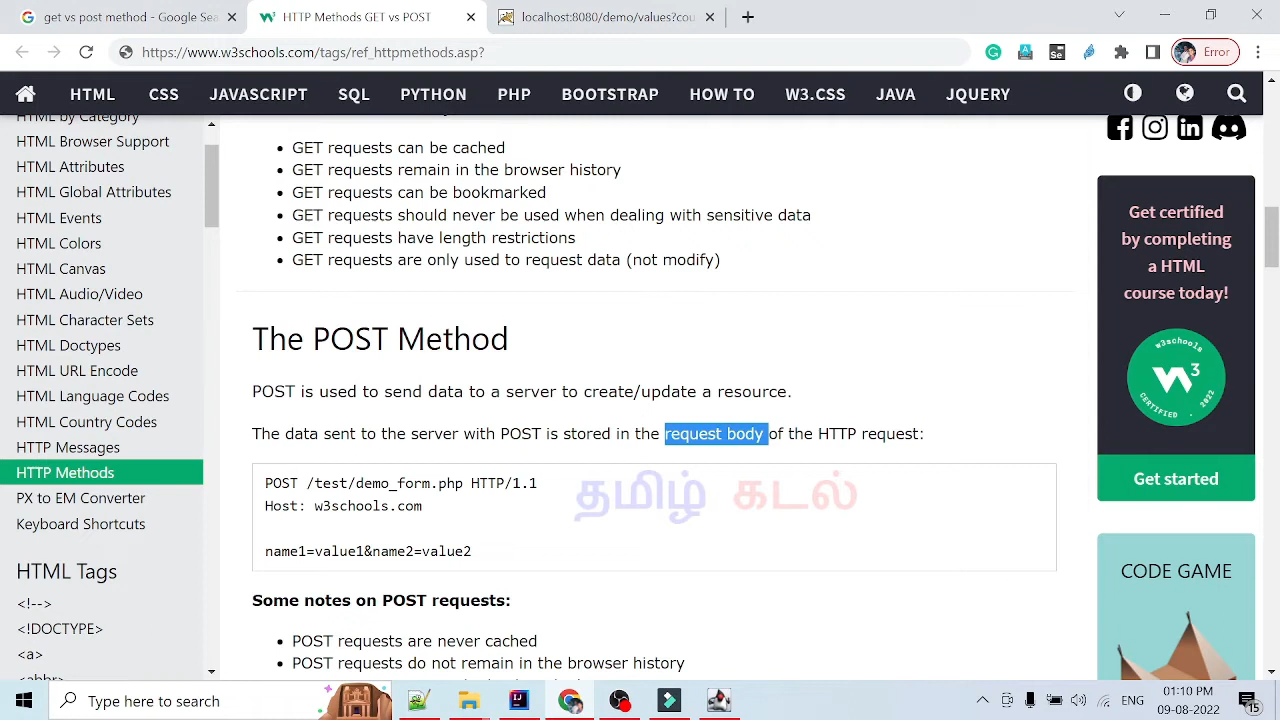 get vs post method - Google Sea
HTTP Methods GET vs POST
localhost:8080/demo/values?cou
https://www.w3schools.com/tags/ref_httpmethods.asp?
Error
HTML
CSS
JAVASCRIPT
SQL
PYTHON
PHP
BOOTSTRAP
HOW TO
W3.CSS
JAVA
JQUERY
HTML by Category
HTML Browser Support
HTML Attributes
HTML Global Attributes
HTML Events
HTML Colors
HTML Canvas
HTML Audio/Video
HTML Character Sets
HTML Doctypes
HTML URL Encode
HTML Language Codes
HTML Country Codes
HTTP Messages
HTTP Methods
PX to EM Converter
Keyboard Shortcuts
HTML Tags
<!-->
<!DOCTYPE>
<a>
<abbr>
GET requests can be cached
GET requests remain in the browser history
GET requests can be bookmarked
GET requests should never be used when dealing with sensitive data
GET requests have length restrictions
GET requests are only used to request data (not modify)
The POST Method
POST is used to send data to a server to create/update a resource.
The data sent to the server with POST is stored in the request body of the HTTP request:
POST /test/demo_form.php HTTP/1.1
Host: w3schools.com
name1=value1&name2=value2
தமிழ் கடல்
Some notes on POST requests:
POST requests are never cached
POST requests do not remain in the browser history
Get certified
by completing
a HTML
course today!
w3schools
CERTIFIED . 2022
Get started
CODE GAME
Type here to search
ENG
01:10 PM
09-08-2022
15